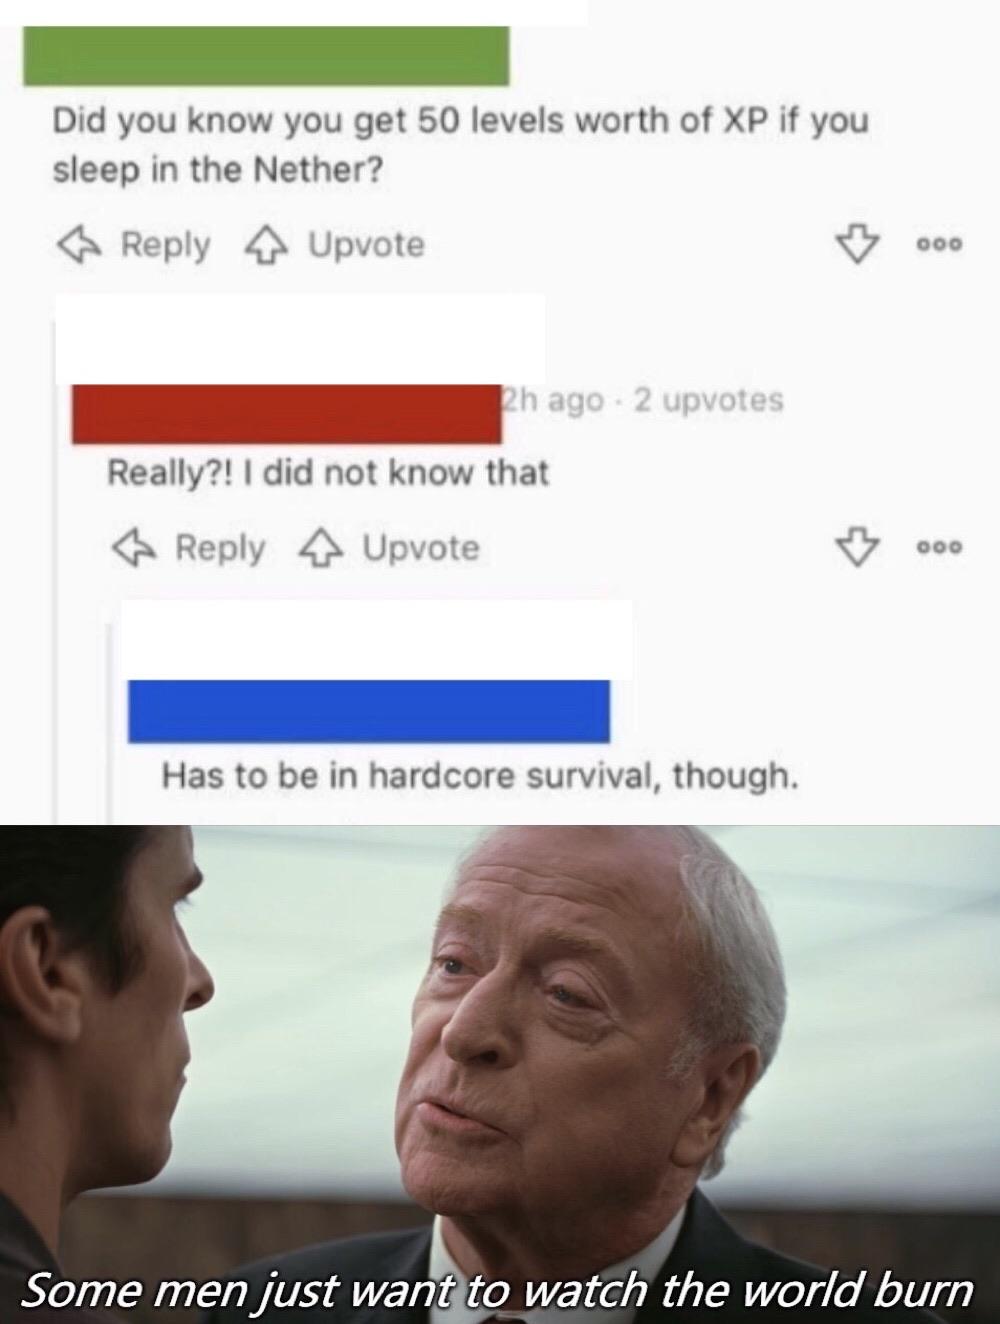 Did you know you get 50 levels worth of XP if you
sleep in the Nether?
Reply Upvote
2h ago · 2 upvotes
Really?! I did not know that
Reply Upvote
Has to be in hardcore survival, though.
Some men just want to watch the world burn